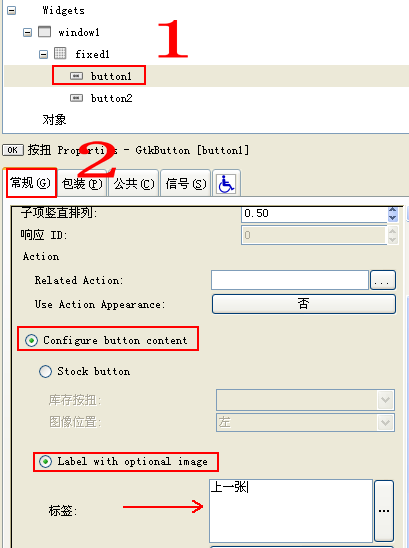 Widgets
window1
1
fixed1
button1
button2
对象
OK 按扭 Properties - GtkButton [button1]
2
常规(G) 包装(P) 公共(C) 信号(S)
子项竖直排列: 0.50
响应 ID: 0
Action
Related Action: ...
Use Action Appearance: 否
Configure button content
Stock button
库存按扭:
图像位置: 左
Label with optional image
上一张
标签: ...